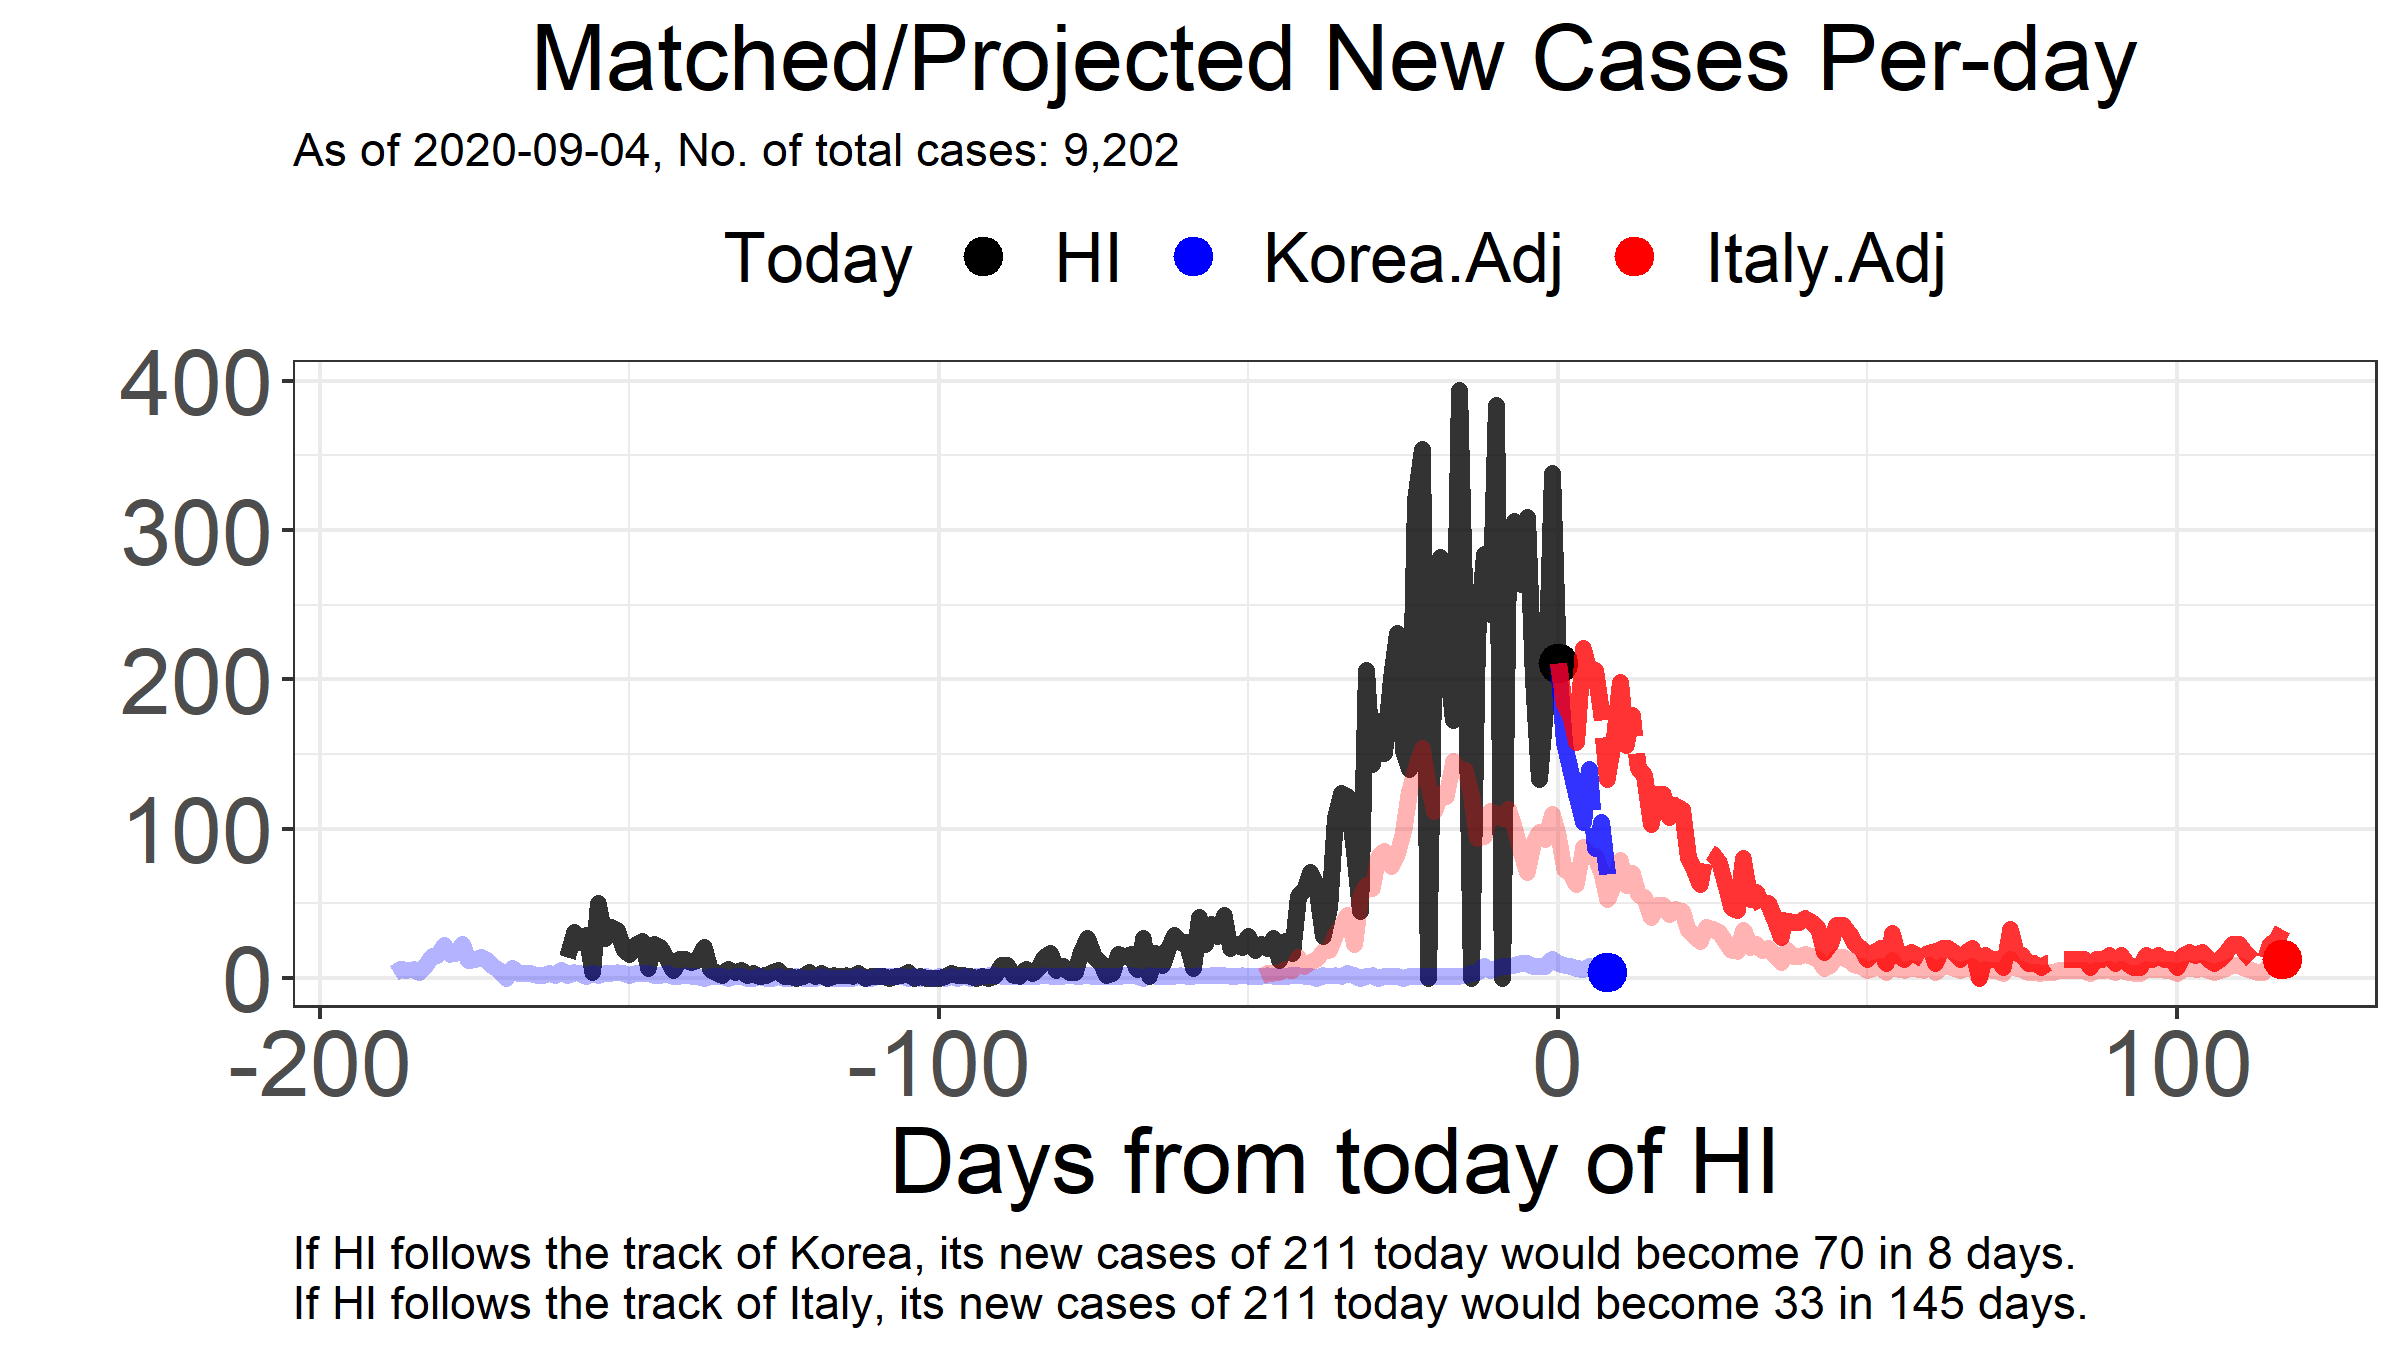 Matched/Projected New Cases Per-day
As of 2020-09-04, No. of total cases: 9,202
Today HI Korea.Adj Italy.Adj
400
300
200
100
0
-200 -100 0 100
Days from today of HI
If HI follows the track of Korea, its new cases of 211 today would become 70 in 8 days.
If HI follows the track of Italy, its new cases of 211 today would become 33 in 145 days.